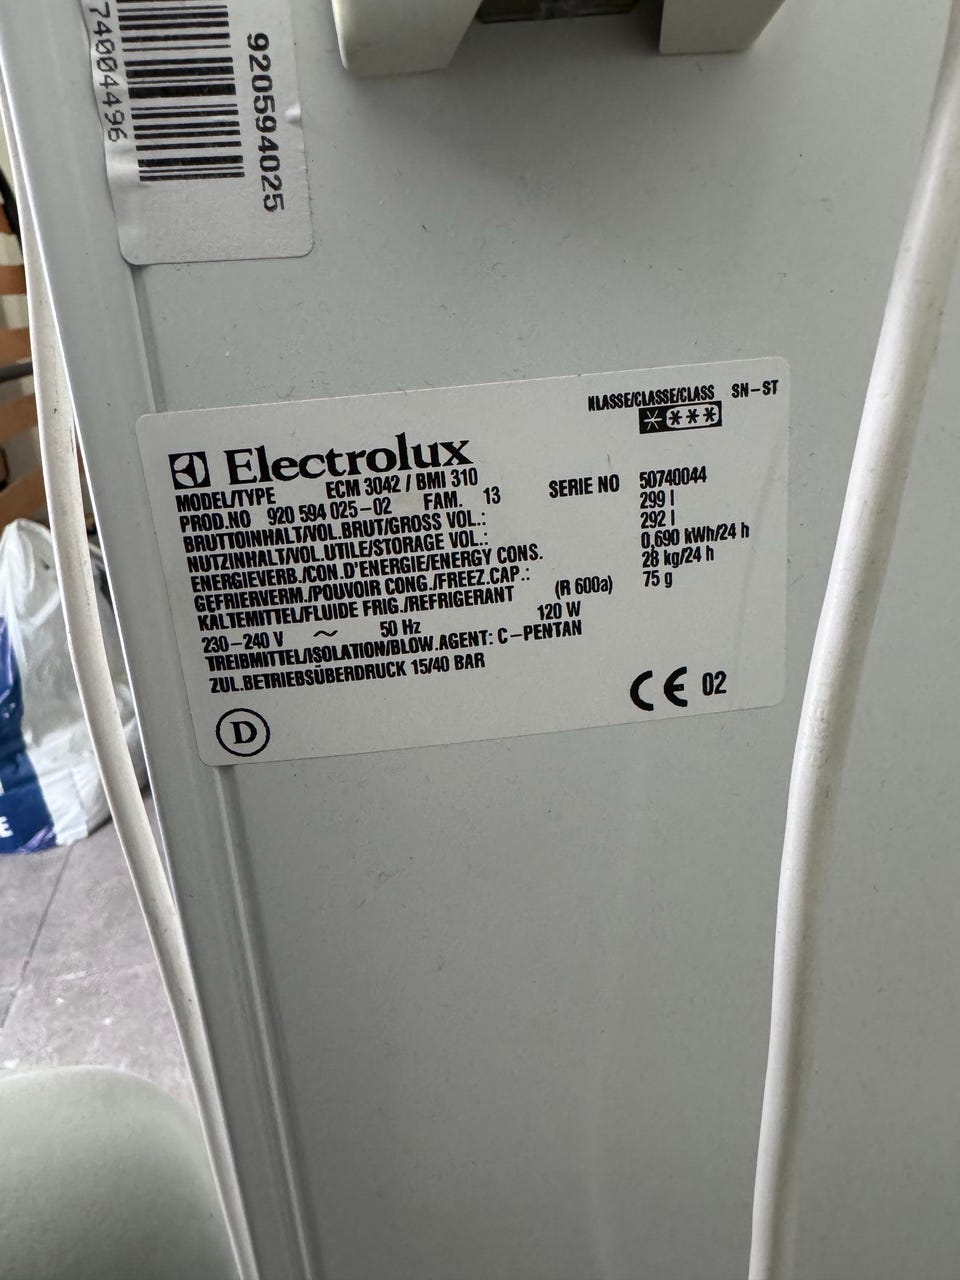 74004496
920594025
KLASSE/CLASSE/CLASS SN-ST
Electrolux
MODEL/TYPE ECM 3042 / BMI 310
PROD.NO 920 594 025-02 FAM. 13 SERIE NO 50740044
BRUTTOINHALT/VOL.BRUT/GROSS VOL.: 299 l
NUTZINHALT/VOL.UTILE/STORAGE VOL.: 292 l
ENERGIEVERB./CON.D'ENERGIE/ENERGY CONS. 0,690 kWh/24 h
GEFRIERVERM./POUVOIR CONG./FREEZ.CAP.: 28 kg/24 h
KALTEMITTEL/FLUIDE FRIG./REFRIGERANT (R 600a) 75 g
230-240 V ~ 50 Hz 120 W
TREIBMITTEL/ISOLATION/BLOW.AGENT: C-PENTAN
ZUL.BETRIEBSÜBERDRUCK 15/40 BAR
D
CE 02
E